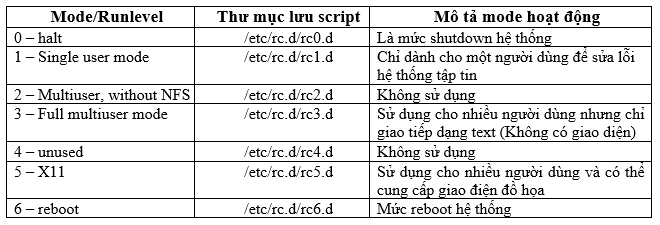 Mode/Runlevel Thư mục lưu script Mô tả mode hoạt động
0 – halt /etc/rc.d/rc0.d Là mức shutdown hệ thống
1 – Single user mode /etc/rc.d/rc1.d Chỉ dành cho một người dùng để sửa lỗi
hệ thống tập tin
2 – Multiuser, without NFS /etc/rc.d/rc2.d Không sử dụng
3 – Full multiuser mode /etc/rc.d/rc3.d Sử dụng cho nhiều người dùng nhưng chỉ
giao tiếp dạng text (Không có giao diện)
4 – unused /etc/rc.d/rc4.d Không sử dụng
5 – X11 /etc/rc.d/rc5.d Sử dụng cho nhiều người dùng và có thể
cung cấp giao diện đồ họa
6 – reboot /etc/rc.d/rc6.d Mức reboot hệ thống